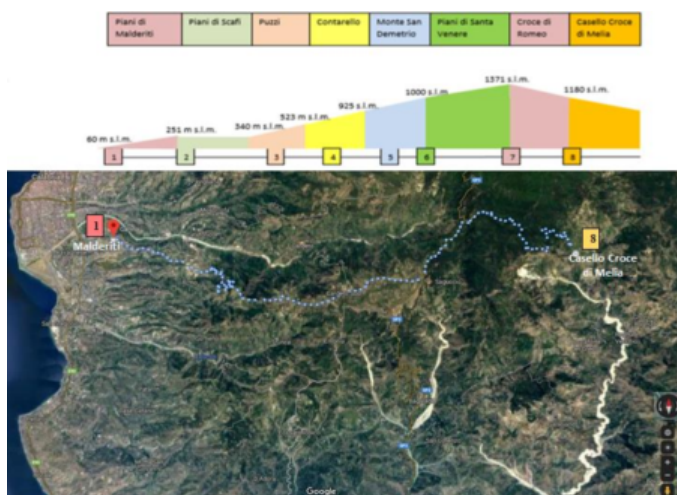 Piani di
Malderiti
Piani di Scafi
Puzzi
Contarello
Monte San
Demetrio
Piani di Santa
Venere
Croce di
Romeo
Casello Croce
di Melia
60 m s.l.m.
251 m s.l.m.
340 m s.l.m.
523 m s.l.m.
925 s.l.m.
1000 s.l.m.
1371 s.l.m.
1180 s.l.m.
1
2
3
4
5
6
7
8
1
Malderiti
8
Casello Croce
di Melia
Google